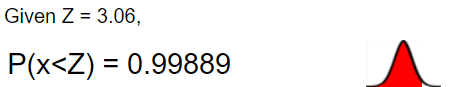 Given Z = 3.06,
P(x<Z) = 0.99889